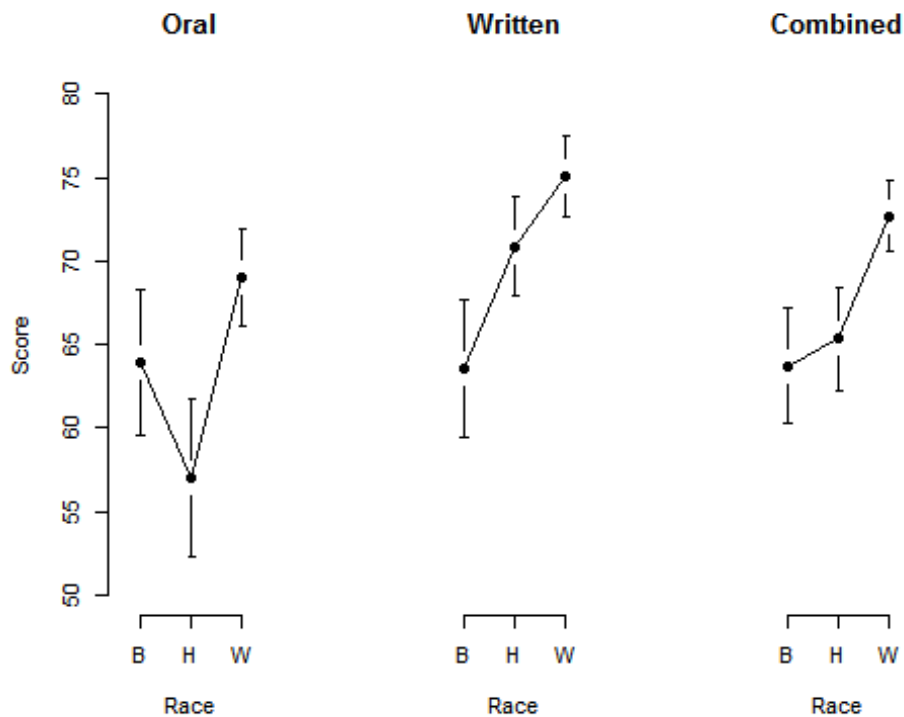 Oral Written Combined
Score
80
75
70
65
60
55
50
B H W B H W B H W
Race Race Race